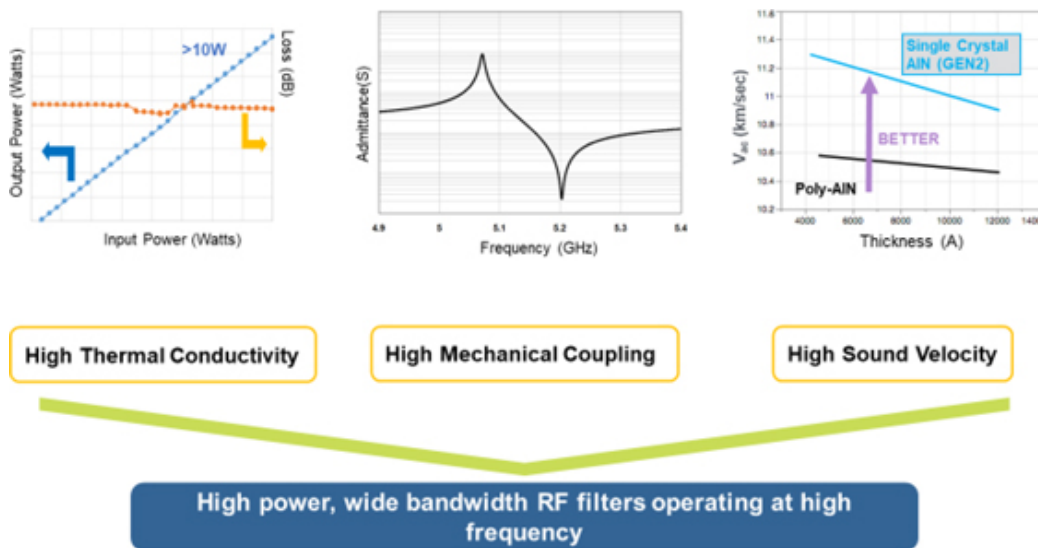 Output Power (Watts)
>10W
Loss (dB)
Input Power (Watts)
Admittance(S)
4.9 5 5.1 5.2 5.3 5.4
Frequency (GHz)
11.6
11.4
11.2
11
10.8
10.6
10.4
10.2
Vac (km/sec)
Single Crystal
AlN (GEN2)
BETTER
Poly-AlN
4000 6000 8000 10000 12000 1400
Thickness (A)
High Thermal Conductivity
High Mechanical Coupling
High Sound Velocity
High power, wide bandwidth RF filters operating at high
frequency